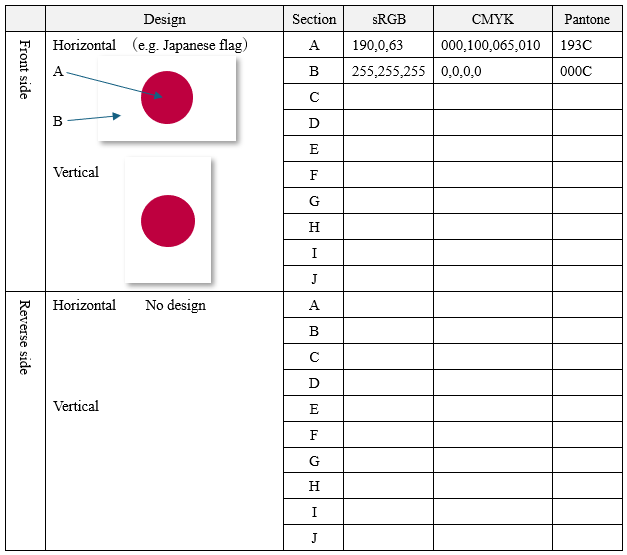 Design Section sRGB CMYK Pantone
Front side
Horizontal （e.g. Japanese flag）
A
B
Vertical
A 190,0,63 000,100,065,010 193C
B 255,255,255 0,0,0,0 000C
C
D
E
F
G
H
I
J
Reverse side
Horizontal No design
Vertical
A
B
C
D
E
F
G
H
I
J